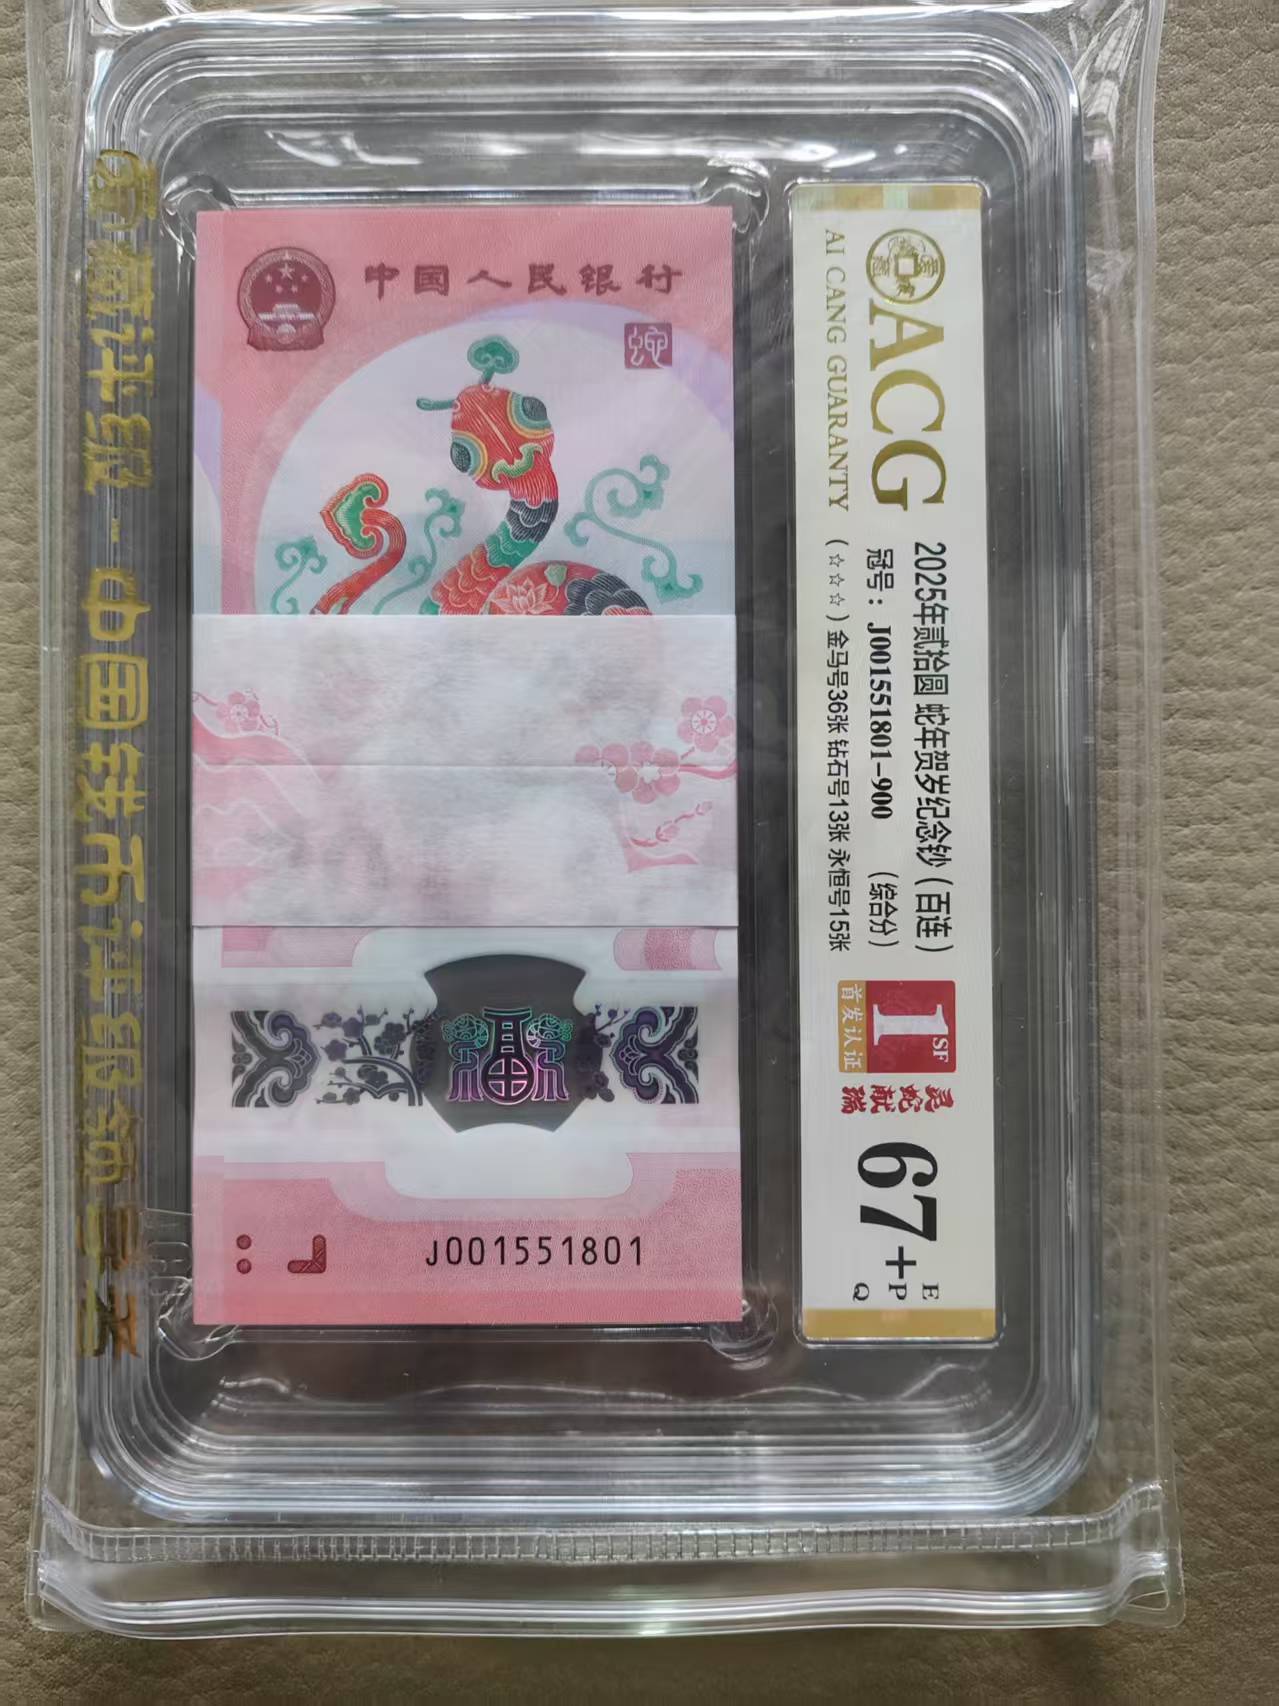 中国人民银行
蛇
福
J001551801
ACG
AI CANG GUARANTY
2025年贰拾圆 蛇年贺岁纪念钞（百连）
冠号：J001551801-900 （综合分）
（☆☆☆）金马号36张 钻石号13张 永恒号15张
1SF
首发认证
灵蛇献瑞
67+
E
P
Q
爱藏评级-中国钱币评级领导者